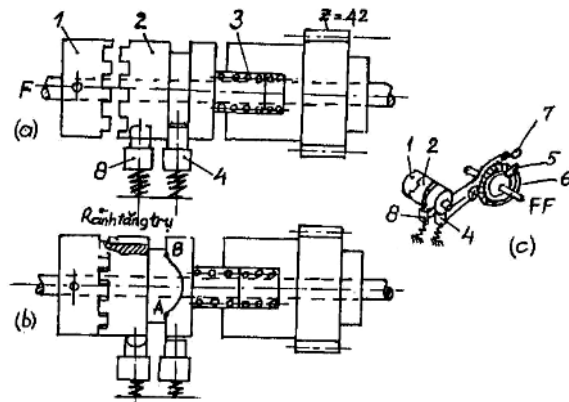 1 2 3 Z=42
F
(a)
8 4
7
1 2 5
6
8 4 FF
(c)
Rãnh tăng trụ
B
A
(b)